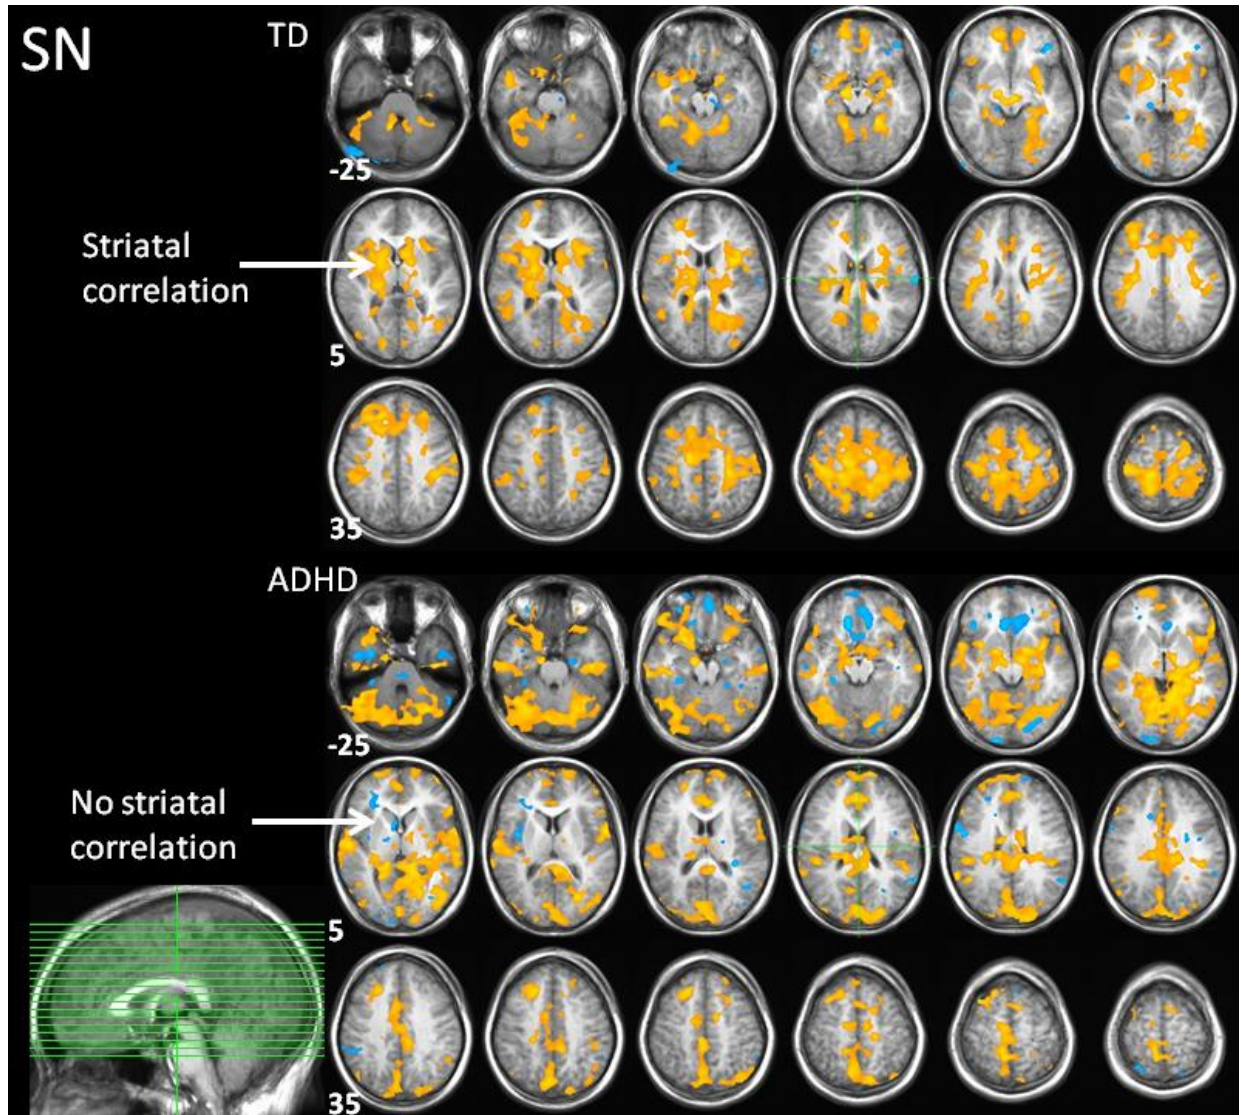 SN
TD
-25
Striatal
correlation
5
35
ADHD
-25
No striatal
correlation
5
35